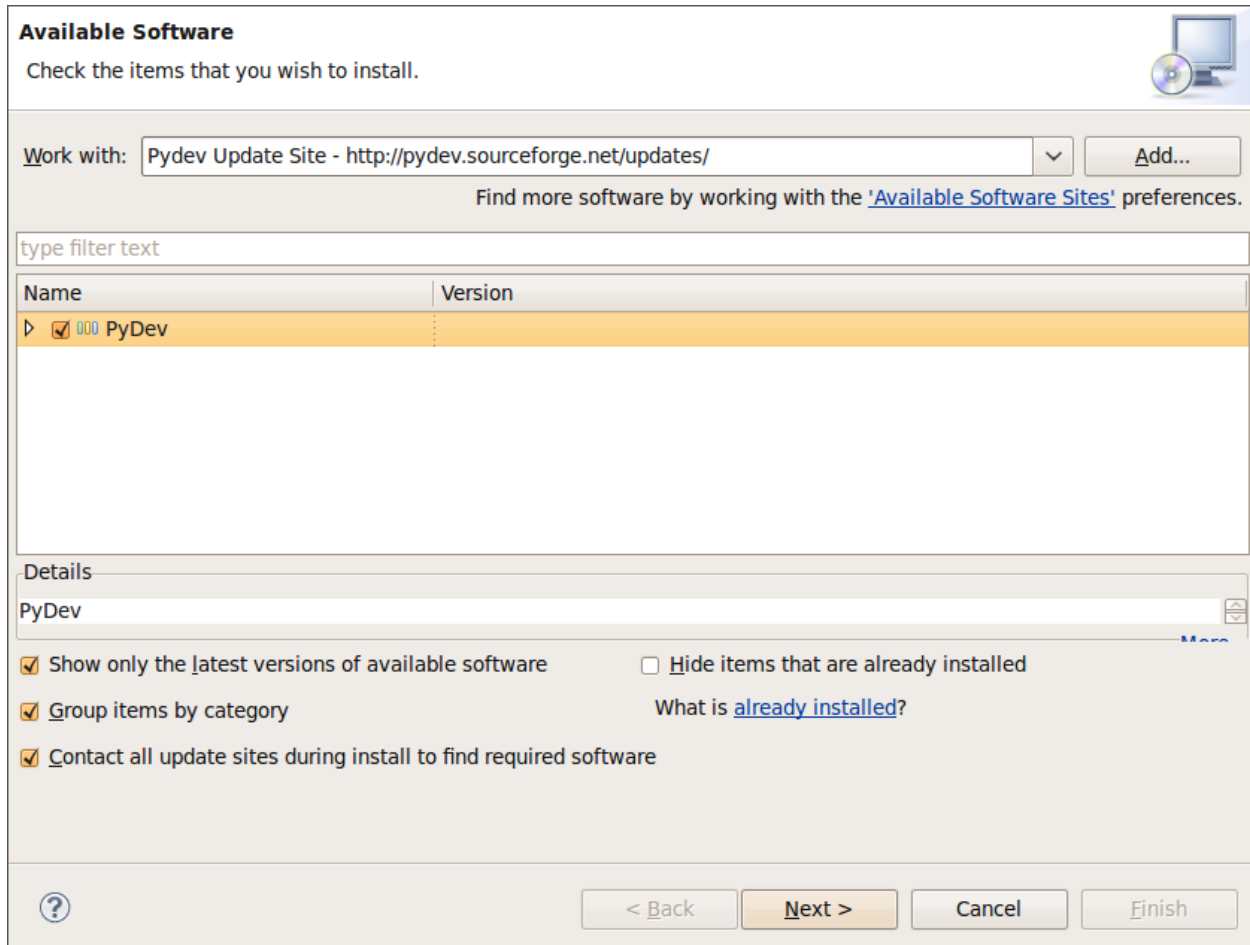 Available Software
Check the items that you wish to install.
Work with: Pydev Update Site - http://pydev.sourceforge.net/updates/ Add...
Find more software by working with the 'Available Software Sites' preferences.
type filter text
Name Version
PyDev
Details
PyDev
More
Show only the latest versions of available software Hide items that are already installed
Group items by category What is already installed?
Contact all update sites during install to find required software
? < Back Next > Cancel Finish